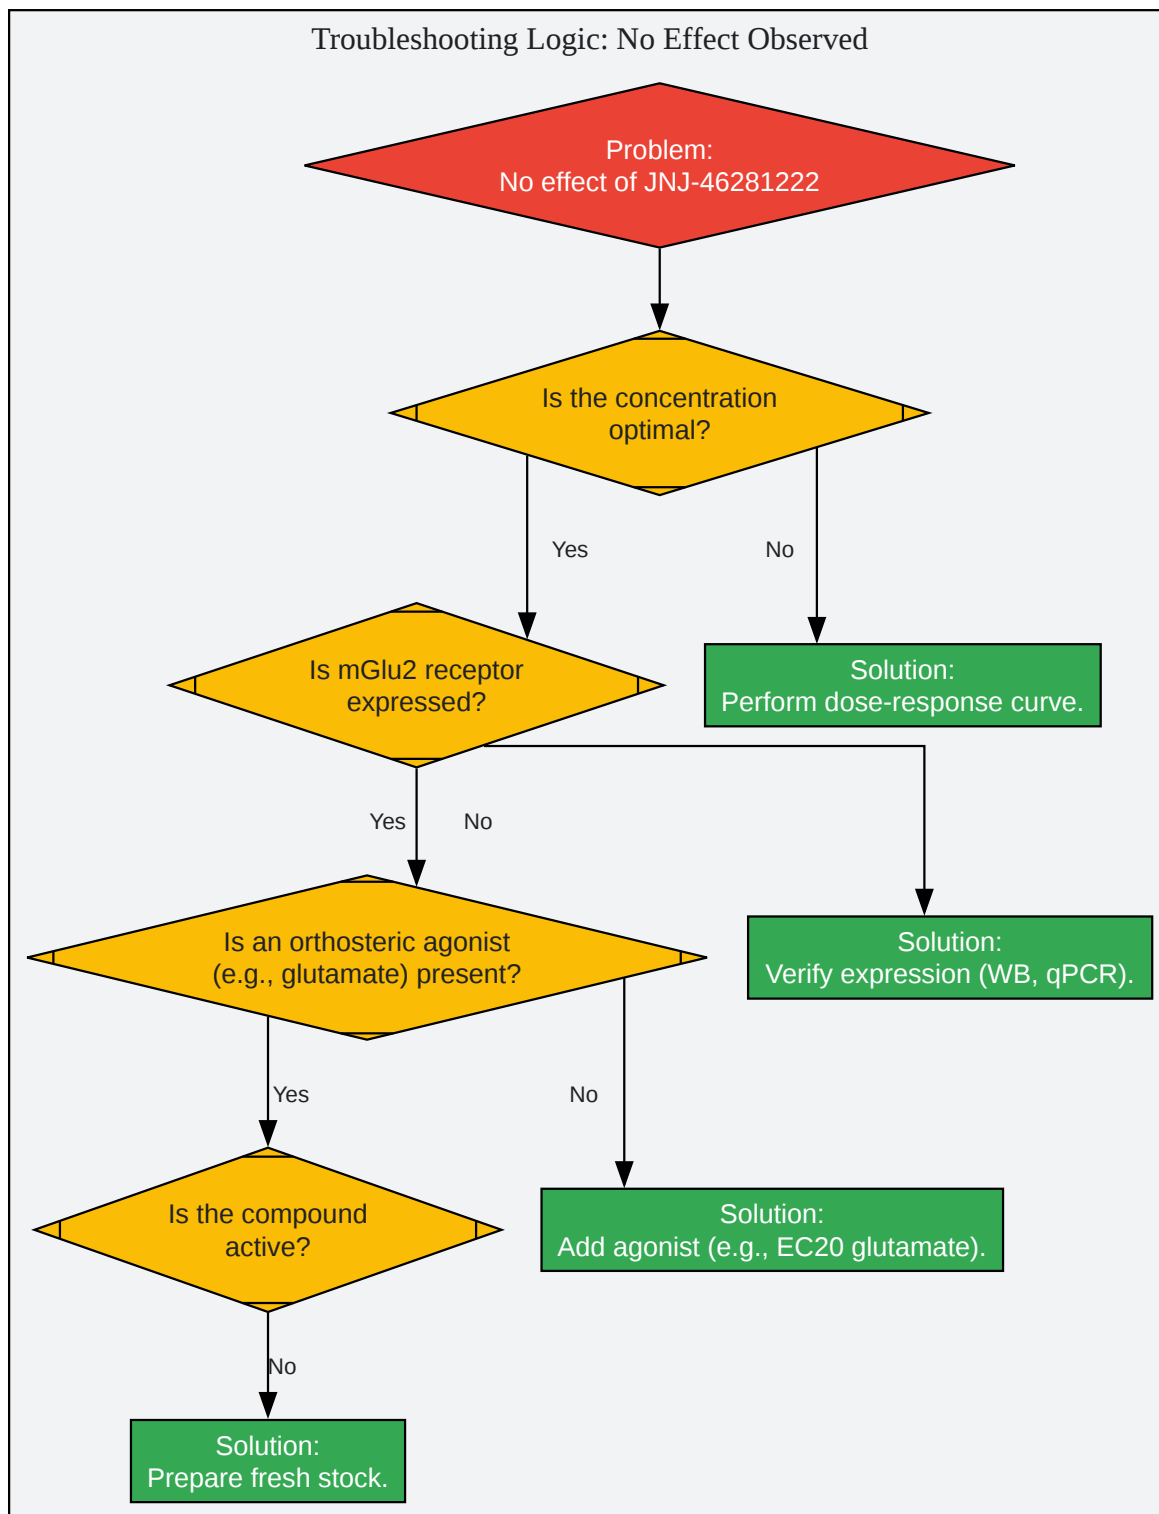 Troubleshooting Logic: No Effect Observed
Problem:
No effect of JNJ-46281222
Is the concentration
optimal?
Yes
No
Is mGlu2 receptor
expressed?
Solution:
Perform dose-response curve.
Yes
No
Is an orthosteric agonist
(e.g., glutamate) present?
Solution:
Verify expression (WB, qPCR).
Yes
No
Is the compound
active?
Solution:
Add agonist (e.g., EC20 glutamate).
No
Solution:
Prepare fresh stock.